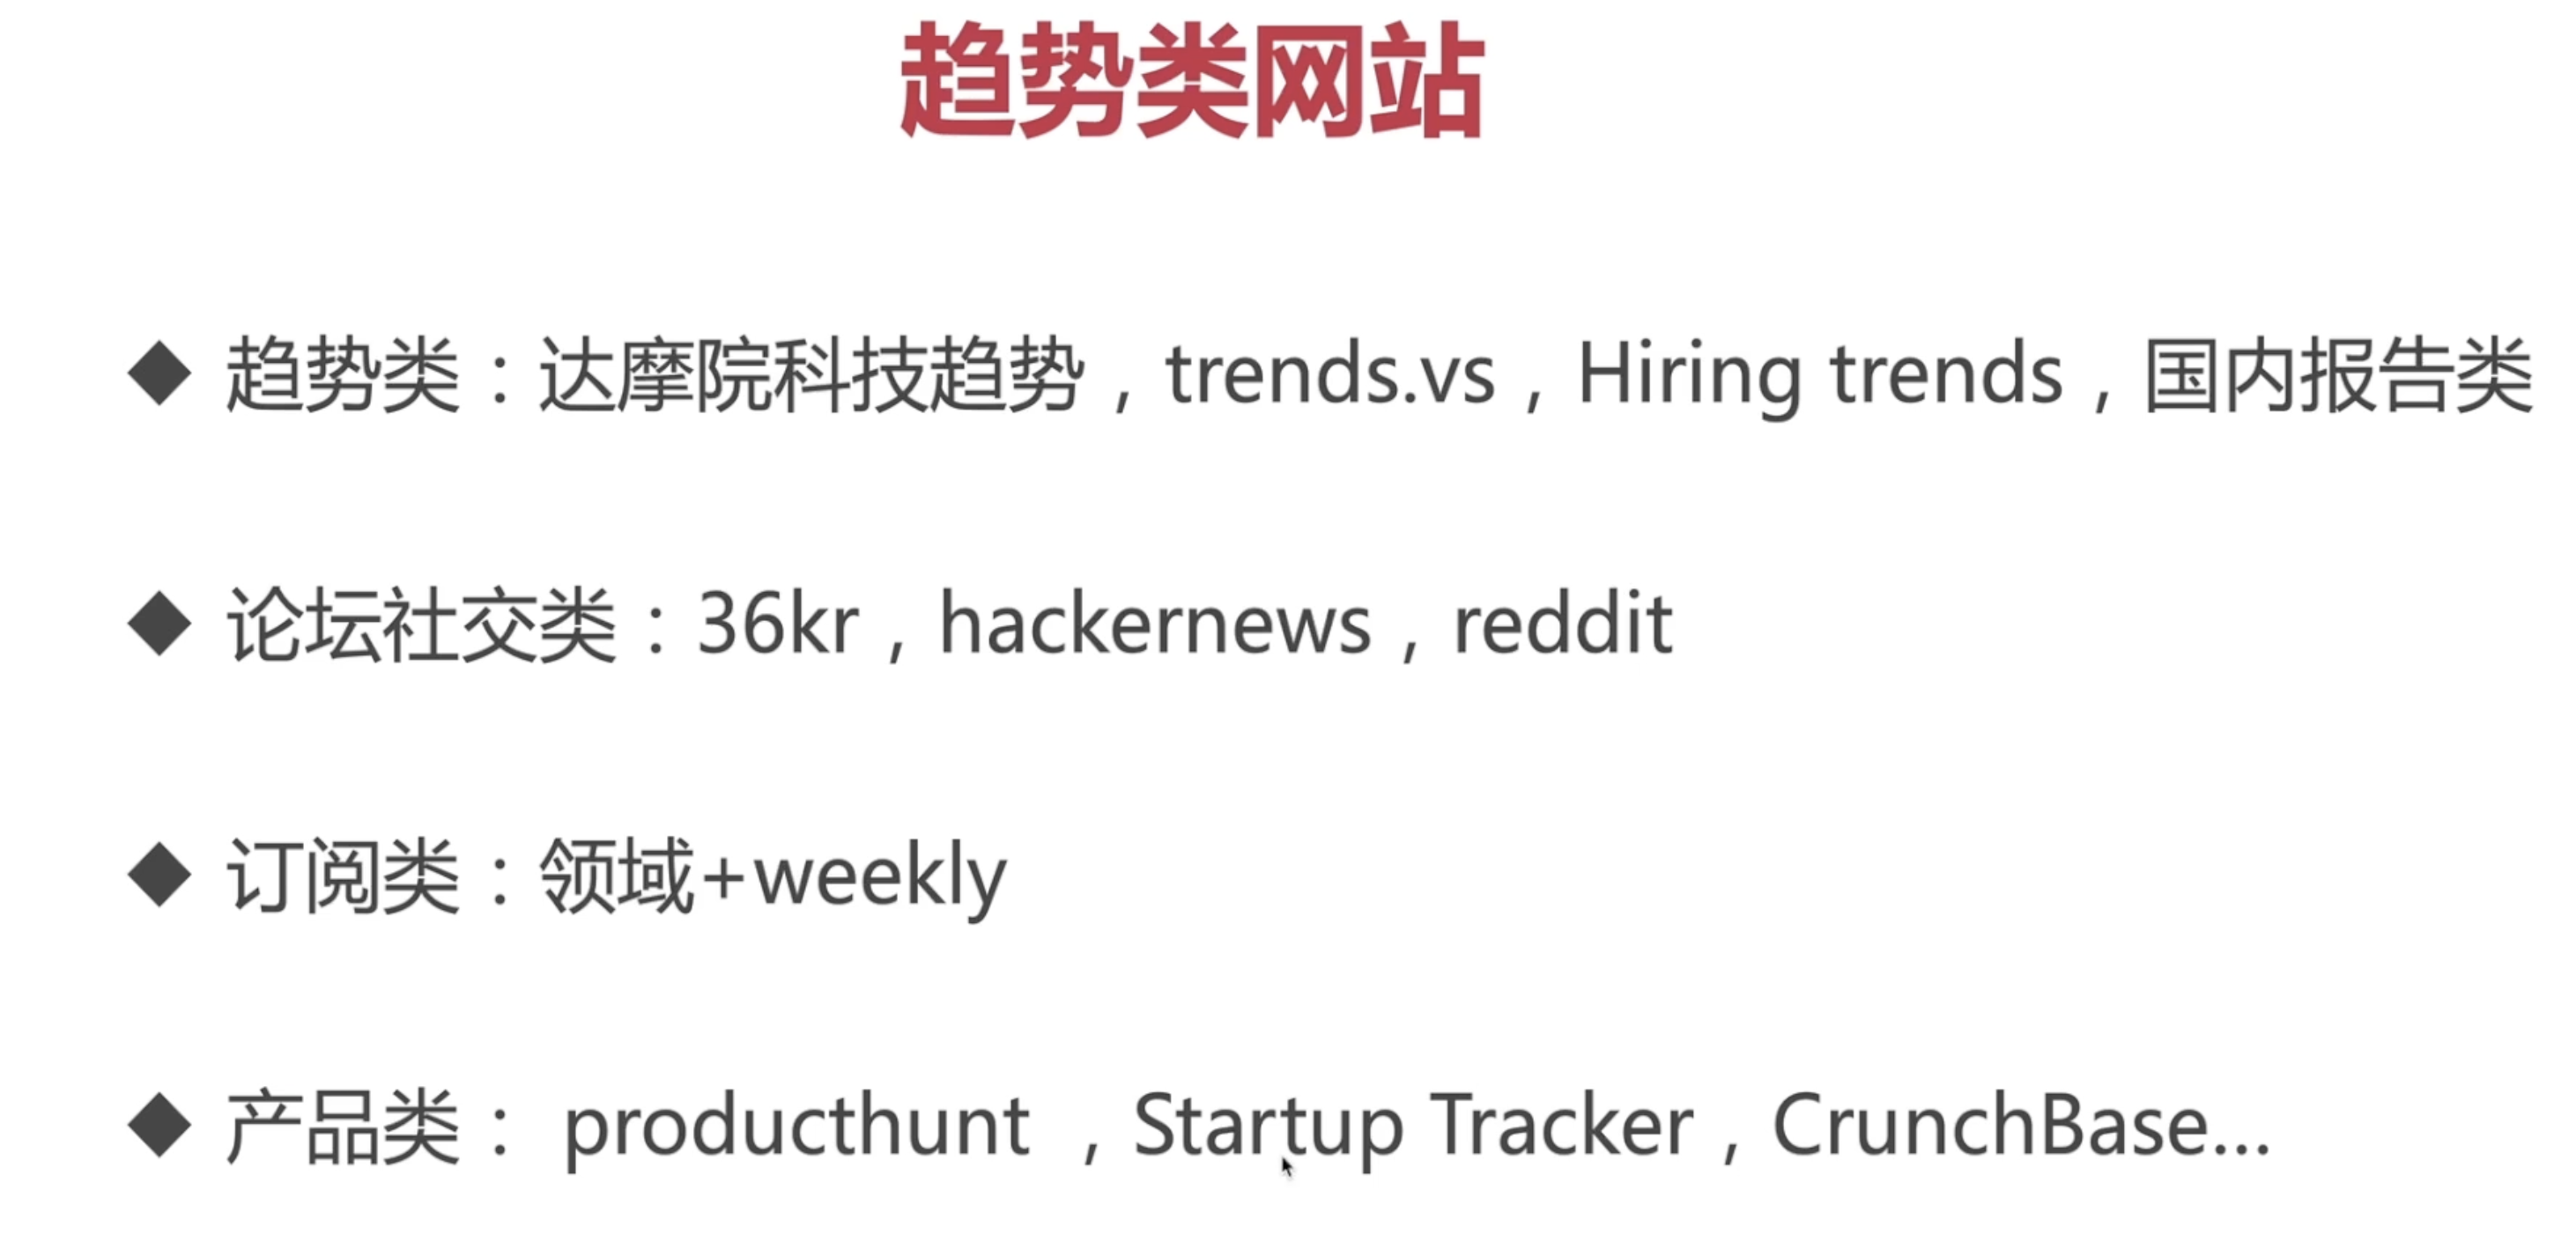 趋势类网站
◆ 趋势类：达摩院科技趋势，trends.vs，Hiring trends，国内报告类
◆ 论坛社交类：36kr，hackernews，reddit
◆ 订阅类：领域+weekly
◆ 产品类： producthunt ，Startup Tracker，CrunchBase...